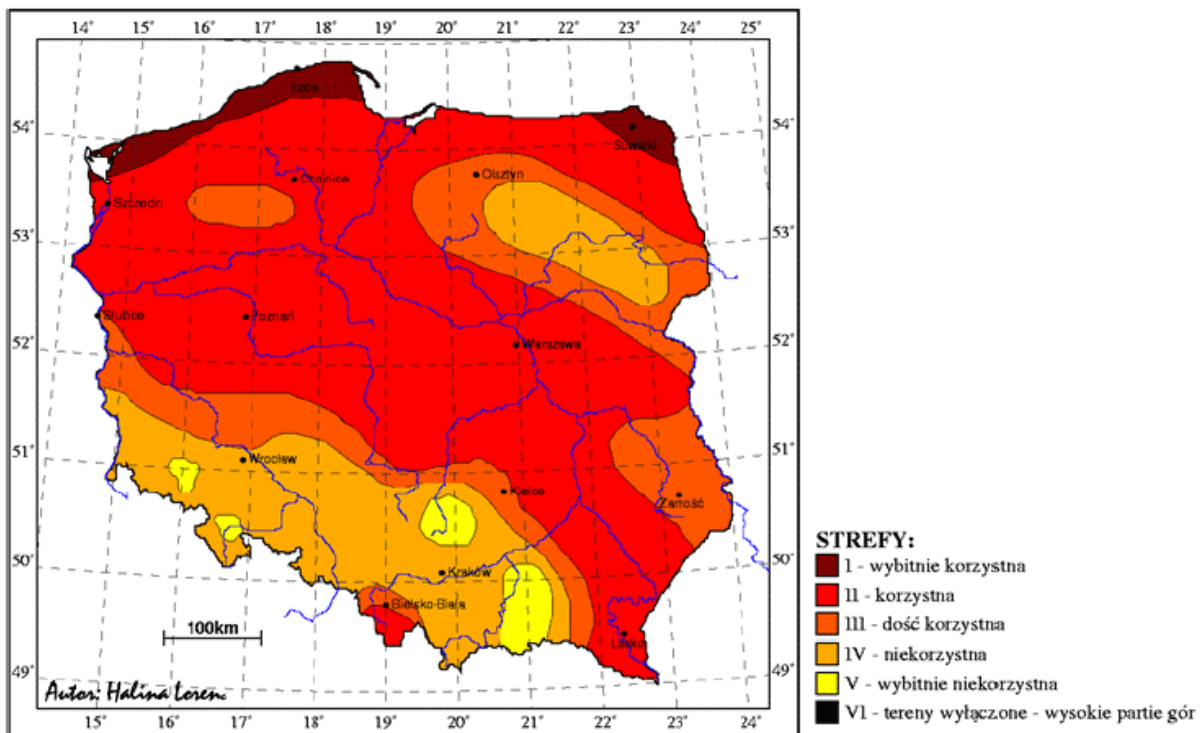 14° 15° 16° 17° 18° 19° 20° 21° 22° 23° 24° 25°
Łeba
54° 54°
Suwałki
Chojnice
Olsztyn
Szczecin
53° 53°
Słubice
Poznań
52° Warszawa 52°
51° 51°
Wrocław
Kielce
Zamość
50° 50°
Kraków
Bielsko-Biała
100km
Lesko
49° 49°
Autor: Halina Lorenc
15° 16° 17° 18° 19° 20° 21° 22° 23° 24°
STREFY:
I - wybitnie korzystna
II - korzystna
III - dość korzystna
IV - niekorzystna
V - wybitnie niekorzystna
VI - tereny wyłączone - wysokie partie gór